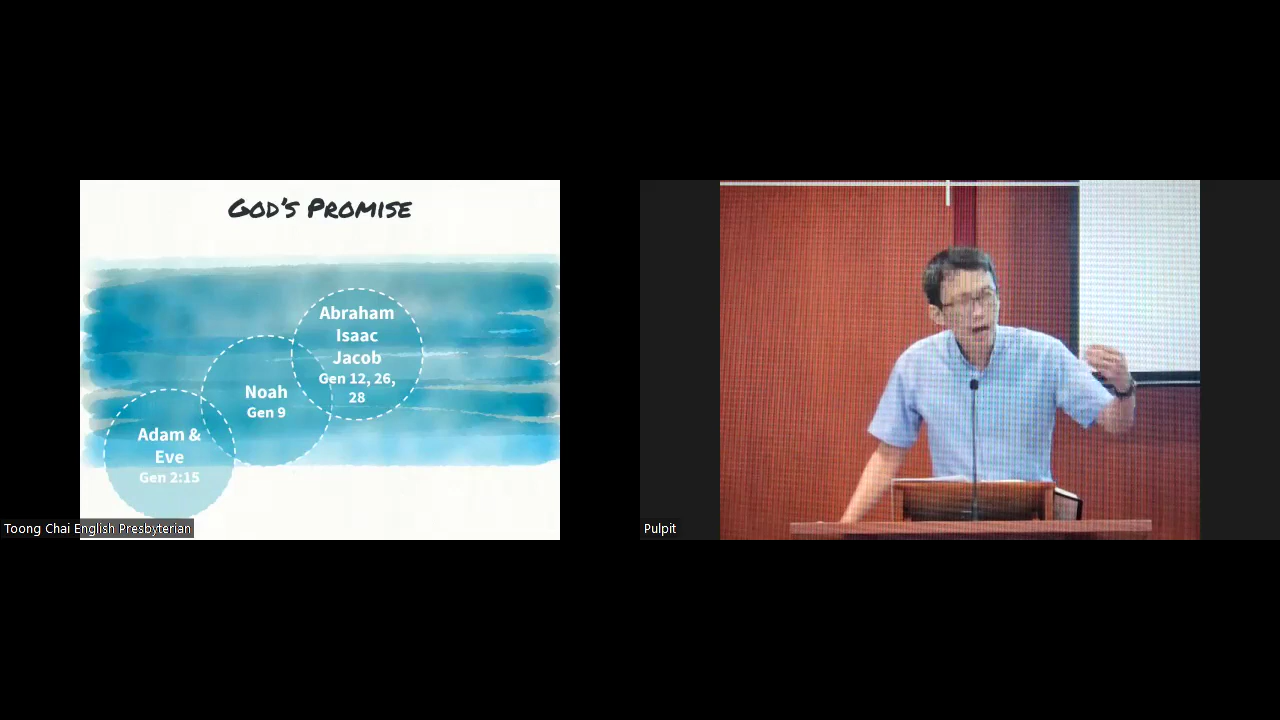 GOD'S PROMISE
Abraham
Isaac
Jacob
Gen 12, 26,
28
Noah
Gen 9
Adam &
Eve
Gen 2:15
Toong Chai English Presbyterian
Pulpit